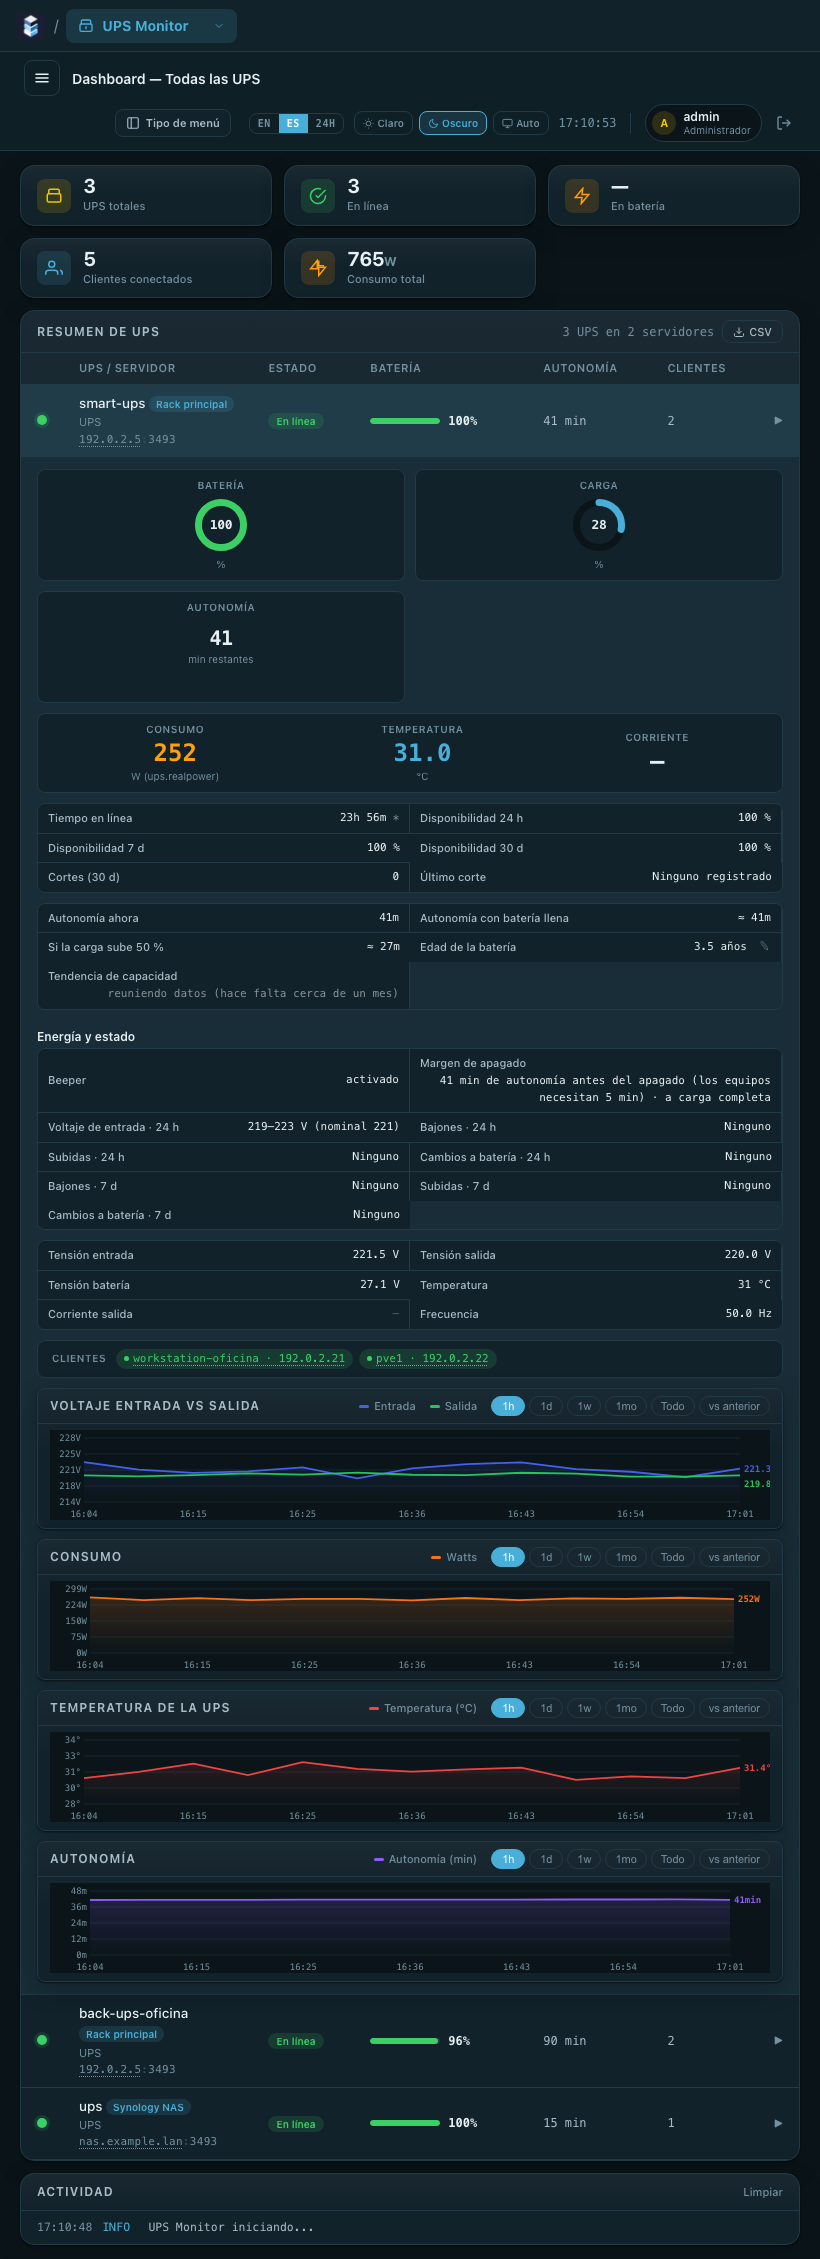 / UPS Monitor
Dashboard — Todas las UPS
Tipo de menú EN ES 24H Claro Oscuro Auto 17:10:53 A admin
Administrador
3
UPS totales
3
En línea
—
En batería
5
Clientes conectados
765W
Consumo total
RESUMEN DE UPS 3 UPS en 2 servidores CSV
UPS / SERVIDOR ESTADO BATERÍA AUTONOMÍA CLIENTES
smart-ups Rack principal
UPS
192.0.2.5:3493
En línea 100% 41 min 2
BATERÍA
100
%
CARGA
28
%
AUTONOMÍA
41
min restantes
CONSUMO
252
W (ups.realpower)
TEMPERATURA
31.0
°C
CORRIENTE
—
Tiempo en línea 23h 56m * Disponibilidad 24 h 100 %
Disponibilidad 7 d 100 % Disponibilidad 30 d 100 %
Cortes (30 d) 0 Último corte Ninguno registrado
Autonomía ahora 41m Autonomía con batería llena ≈ 41m
Si la carga sube 50 % ≈ 27m Edad de la batería 3.5 años ✎
Tendencia de capacidad
reuniendo datos (hace falta cerca de un mes)
Energía y estado
Beeper activado
Margen de apagado
41 min de autonomía antes del apagado (los equipos
necesitan 5 min) · a carga completa
Voltaje de entrada · 24 h 219–223 V (nominal 221) Bajones · 24 h Ninguno
Subidas · 24 h Ninguno Cambios a batería · 24 h Ninguno
Bajones · 7 d Ninguno Subidas · 7 d Ninguno
Cambios a batería · 7 d Ninguno
Tensión entrada 221.5 V Tensión salida 220.0 V
Tensión batería 27.1 V Temperatura 31 °C
Corriente salida — Frecuencia 50.0 Hz
CLIENTES workstation-oficina · 192.0.2.21 pve1 · 192.0.2.22
VOLTAJE ENTRADA VS SALIDA Entrada Salida 1h 1d 1w 1mo Todo vs anterior
228V
225V
221V
218V
214V
221.3
219.8
16:04 16:15 16:25 16:36 16:43 16:54 17:01
CONSUMO Watts 1h 1d 1w 1mo Todo vs anterior
299W
224W
150W
75W
0W
252W
16:04 16:15 16:25 16:36 16:43 16:54 17:01
TEMPERATURA DE LA UPS Temperatura (°C) 1h 1d 1w 1mo Todo vs anterior
34°
33°
31°
30°
28°
31.4°
16:04 16:15 16:25 16:36 16:43 16:54 17:01
AUTONOMÍA Autonomía (min) 1h 1d 1w 1mo Todo vs anterior
48m
36m
24m
12m
0m
41min
16:04 16:15 16:25 16:36 16:43 16:54 17:01
back-ups-oficina
Rack principal
UPS
192.0.2.5:3493
En línea 96% 90 min 2
ups Synology NAS
UPS
nas.example.lan:3493
En línea 100% 15 min 1
ACTIVIDAD Limpiar
17:10:48 INFO UPS Monitor iniciando...